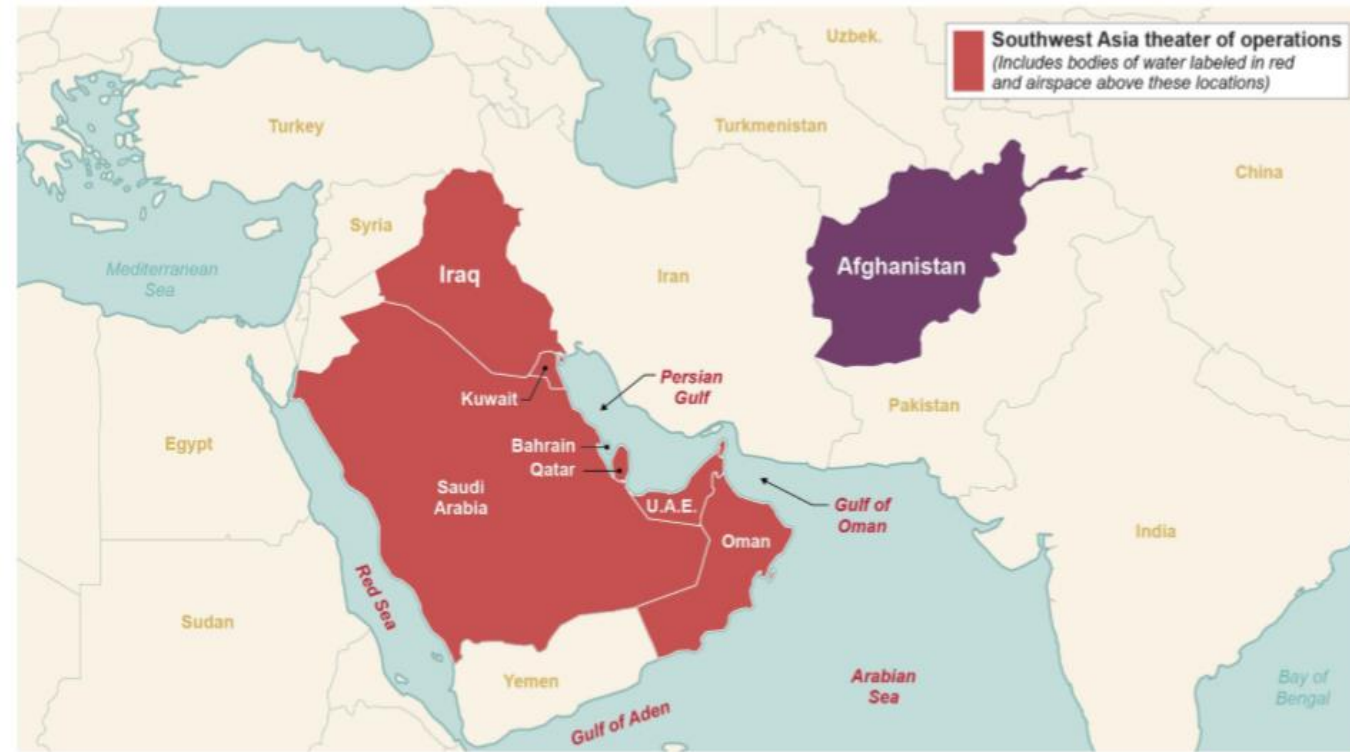 Southwest Asia theater of operations
(Includes bodies of water labeled in red
and airspace above these locations)
Uzbek.
Turkey
Turkmenistan
China
Syria
Mediterranean
Sea
Iraq
Iran
Afghanistan
Kuwait
Persian
Gulf
Pakistan
Egypt
Bahrain
Qatar
Saudi
Arabia
U.A.E.
Gulf of
Oman
Oman
India
Red Sea
Sudan
Yemen
Arabian
Sea
Bay of
Bengal
Gulf of Aden